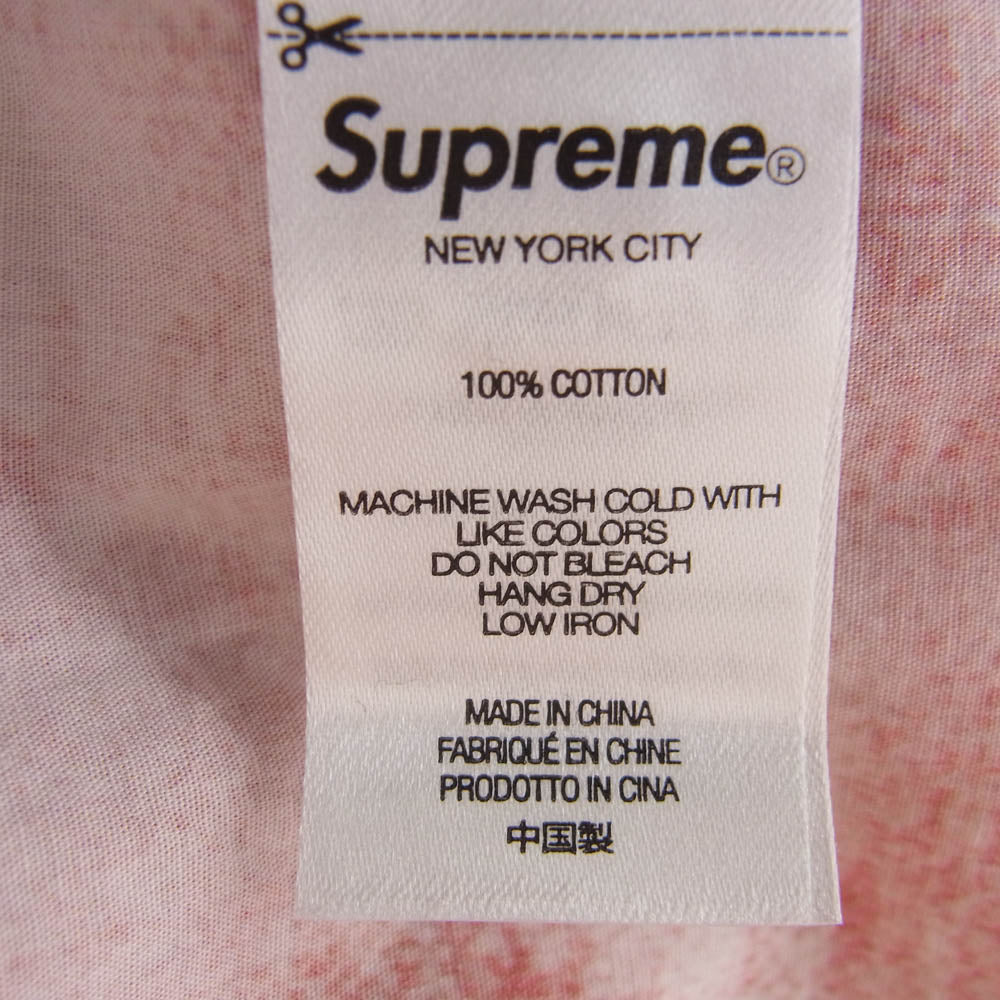 Supreme®
NEW YORK CITY
100% COTTON
MACHINE WASH COLD WITH
LIKE COLORS
DO NOT BLEACH
HANG DRY
LOW IRON
MADE IN CHINA
FABRIQUÉ EN CHINE
PRODOTTO IN CINA
中国製